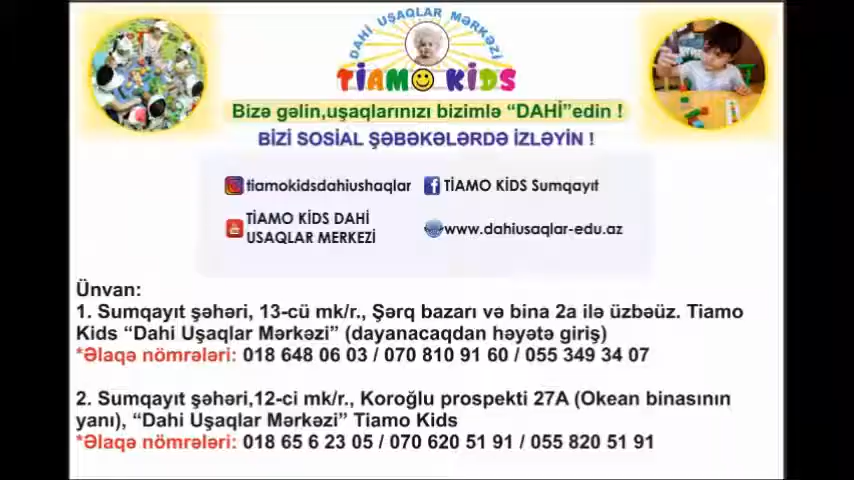 DAHİ UŞAQLAR MƏRKƏZİ
TİAMO KİDS
Bizə gəlin,uşaqlarınızı bizimlə “DAHİ”edin !
BİZİ SOSİAL ŞƏBƏKƏLƏRDƏ İZLƏYİN !
tiamokidsdahiushaqlar
TİAMO KİDS Sumqayıt
TİAMO KİDS DAHİ
USAQLAR MERKEZİ
www.dahiusaqlar-edu.az
Ünvan:
1. Sumqayıt şəhəri, 13-cü mk/r., Şərq bazarı və bina 2a ilə üzbəüz. Tiamo
Kids “Dahi Uşaqlar Mərkəzi” (dayanacaqdan həyətə giriş)
*Əlaqə nömrələri: 018 648 06 03 / 070 810 91 60 / 055 349 34 07
2. Sumqayıt şəhəri,12-ci mk/r., Koroğlu prospekti 27A (Okean binasının
yanı), “Dahi Uşaqlar Mərkəzi” Tiamo Kids
*Əlaqə nömrələri: 018 65 6 23 05 / 070 620 51 91 / 055 820 51 91